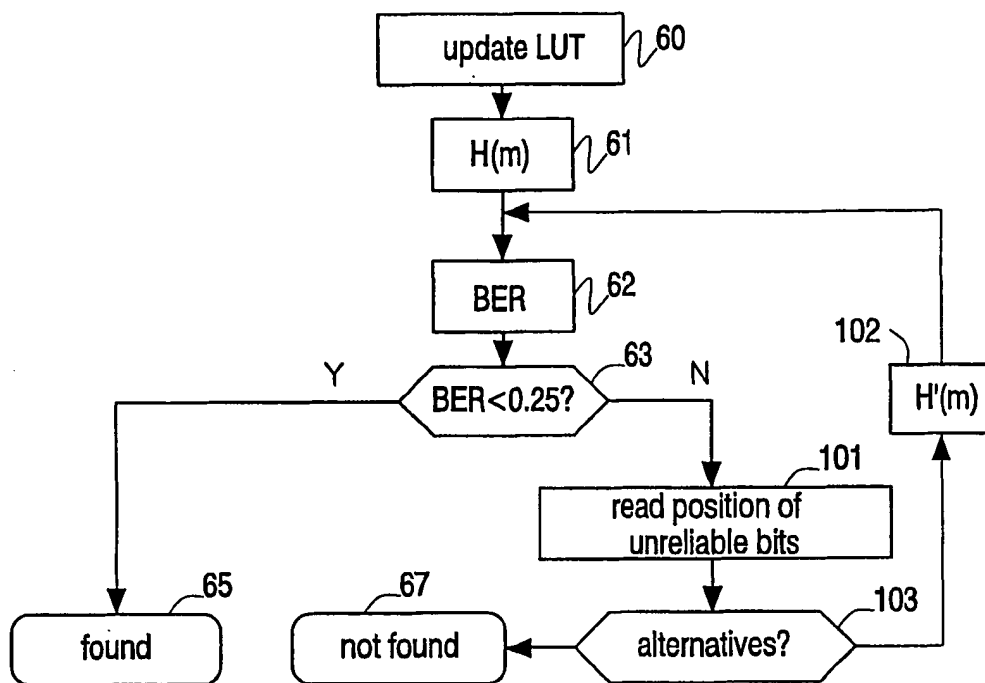 update LUT
60
H(m)
61
BER
62
102
63
Y
N
BER<0.25?
H'(m)
101
read position of
unreliable bits
65
67
103
found
not found
alternatives?